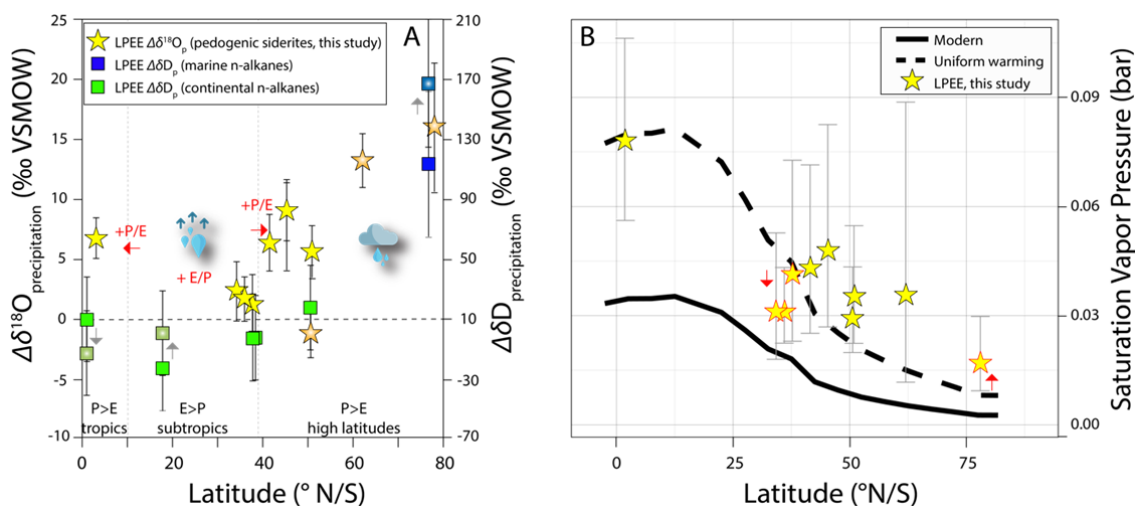 A
LPEE Δδ¹⁸Oₚ (pedogenic siderites, this study)
LPEE ΔδDₚ (marine n-alkanes)
LPEE ΔδDₚ (continental n-alkanes)
25
20
15
10
5
0
-5
-10
Δδ¹⁸Oprecipitation (‰ VSMOW)
210
170
130
90
50
10
-30
-70
ΔδDprecipitation (‰ VSMOW)
+P/E
+ E/P
+P/E
P>E
tropics
E>P
subtropics
P>E
high latitudes
0
20
40
60
80
Latitude (° N/S)
B
Modern
Uniform warming
LPEE, this study
0.09
0.06
0.03
0.00
Saturation Vapor Pressure (bar)
0
25
50
75
Latitude (°N/S)